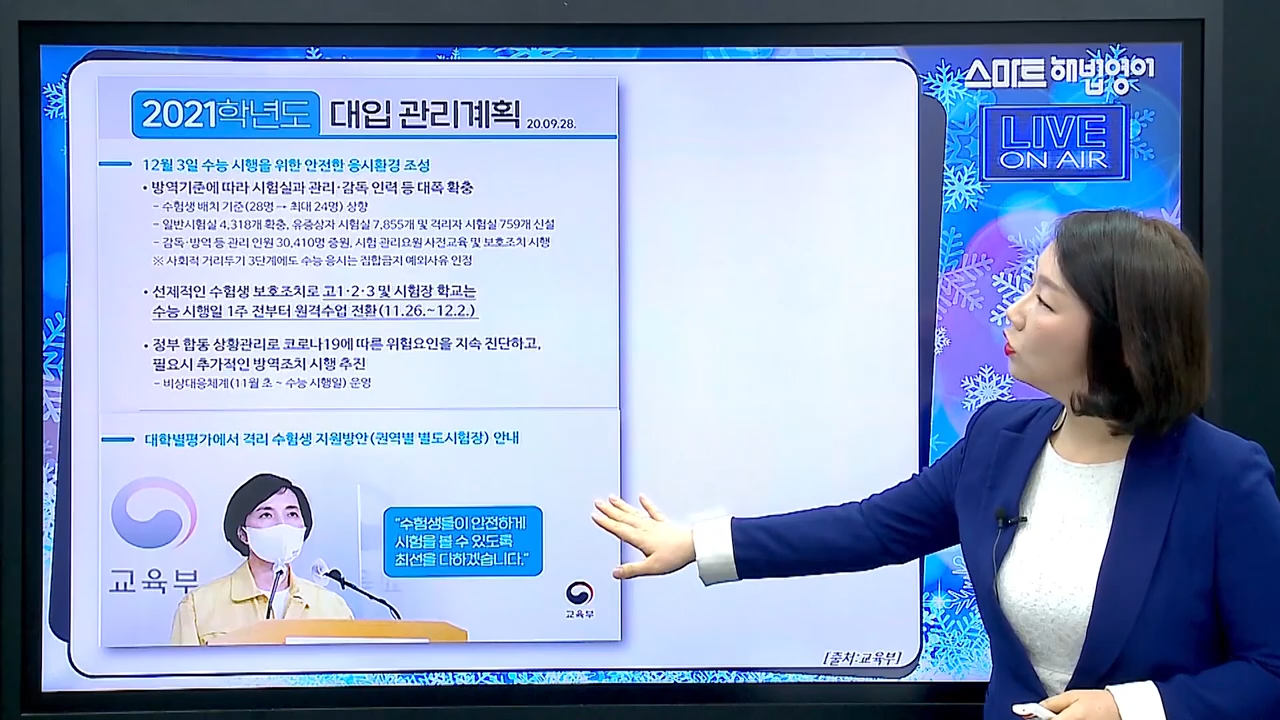 스마트 해법영어
LIVE
ON AIR
2021학년도 대입 관리계획 20.09.28.
12월 3일 수능 시행을 위한 안전한 응시환경 조성
• 방역기준에 따라 시험실과 관리·감독 인력 등 대폭 확충
- 수험생 배치 기준(28명→ 최대 24명) 상향
- 일반시험실 4,318개 확충, 유증상자 시험실 7,855개 및 격리자 시험실 759개 신설
- 감독·방역 등 관리 인원 30,410명 증원, 시험 관리요원 사전교육 및 보호조치 시행
※ 사회적 거리두기 3단계에도 수능 응시는 집합금지 예외사유 인정
• 선제적인 수험생 보호조치로 고1·2·3 및 시험장 학교는
수능 시행일 1주 전부터 원격수업 전환(11.26.~12.2.)
• 정부 합동 상황관리로 코로나19에 따른 위험요인을 지속 진단하고,
필요시 추가적인 방역조치 시행 추진
- 비상대응체계(11월 초 ~ 수능 시행일) 운영
대학별평가에서 격리 수험생 지원방안(권역별 별도시험장) 안내
"수험생들이 안전하게
시험을 볼 수 있도록
최선을 다하겠습니다."
교육부
교육부
[출처:교육부]